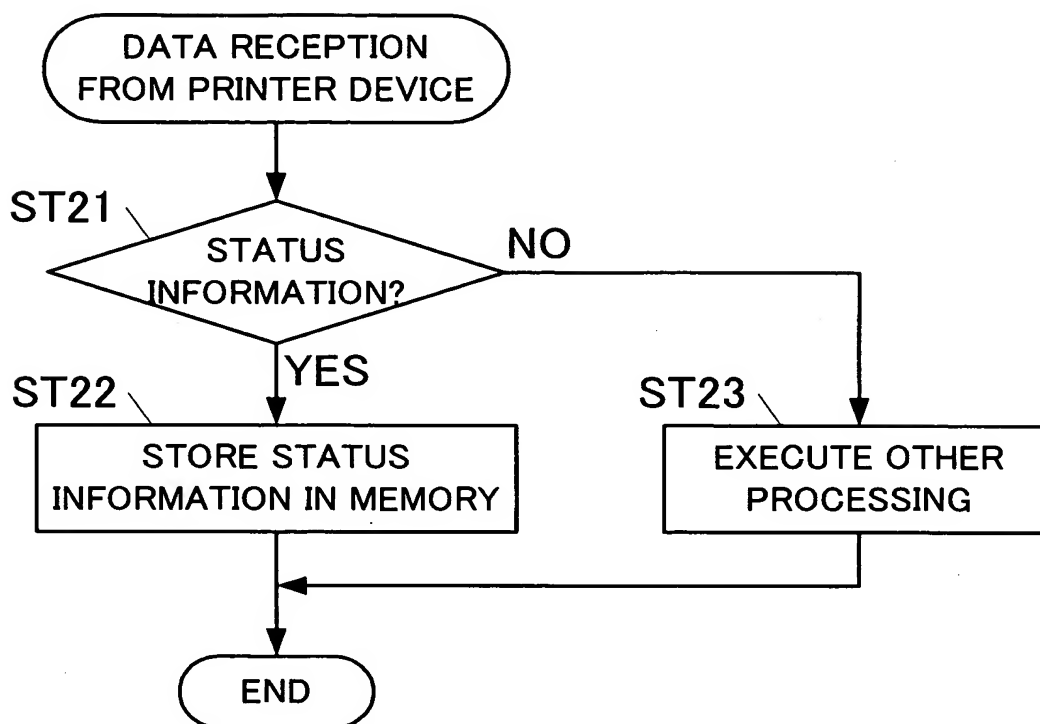 DATA RECEPTION
FROM PRINTER DEVICE
ST21
STATUS
INFORMATION?
NO
YES
ST22
STORE STATUS
INFORMATION IN MEMORY
ST23
EXECUTE OTHER
PROCESSING
END